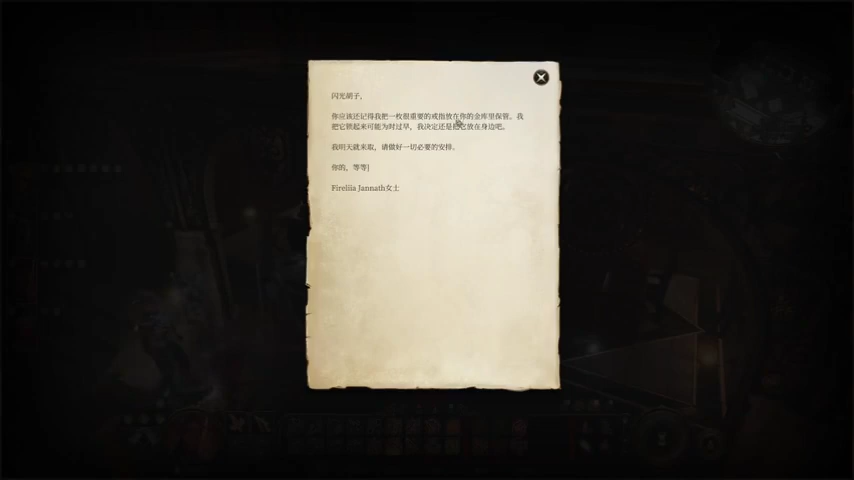 闪光胡子，
你应该还记得我把一枚很重要的戒指放在你的金库里保管。我
把它锁起来可能为时过早，我决定还是把它放在身边吧。
我明天就来取，请做好一切必要的安排。
你的，等等]
Fireliia Jannath女士